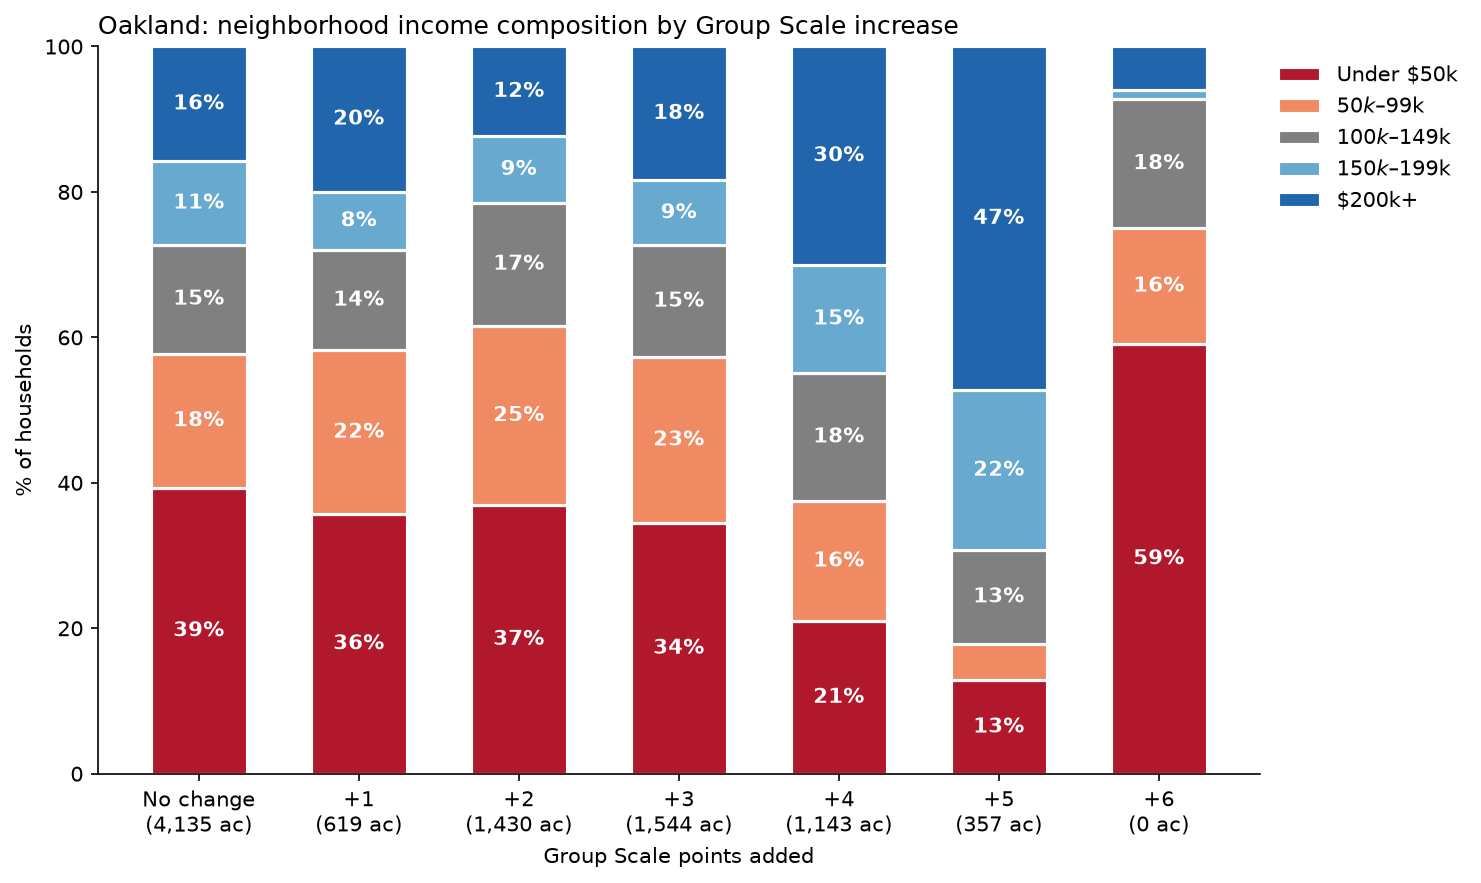 Oakland: neighborhood income composition by Group Scale increase
100
80
60
40
20
0
% of households
16%
11%
15%
18%
39%
20%
8%
14%
22%
36%
12%
9%
17%
25%
37%
18%
9%
15%
23%
34%
30%
15%
18%
16%
21%
47%
22%
13%
13%
18%
16%
59%
No change
(4,135 ac)
+1
(619 ac)
+2
(1,430 ac)
+3
(1,544 ac)
+4
(1,143 ac)
+5
(357 ac)
+6
(0 ac)
Group Scale points added
Under $50k
50k–99k
100k–149k
150k–199k
$200k+